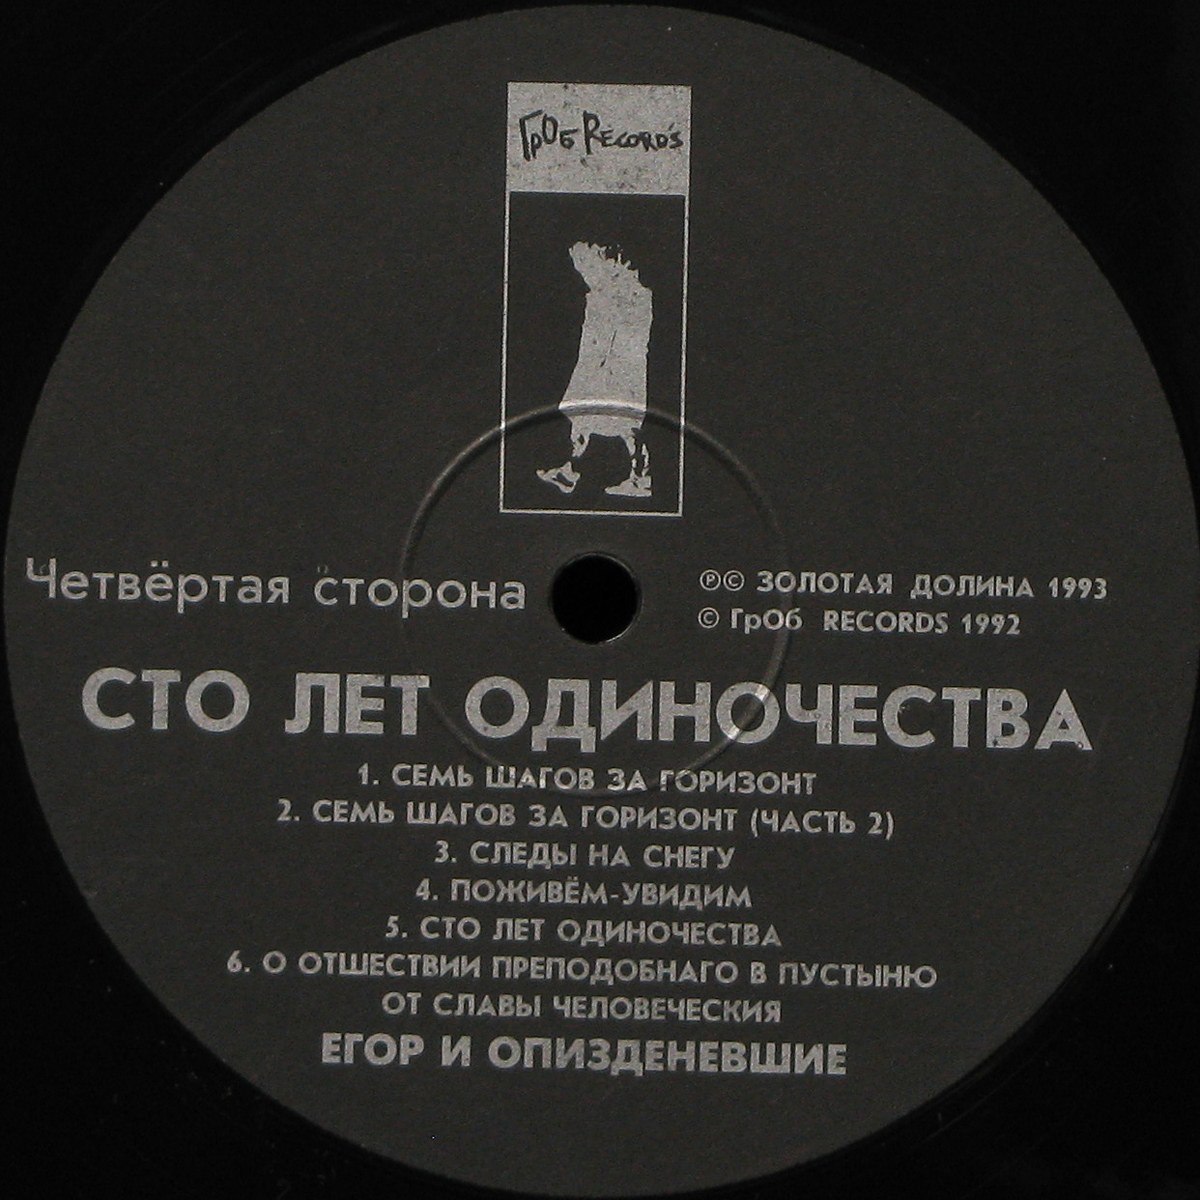 ГрОб Records
Четвёртая сторона
℗© ЗОЛОТАЯ ДОЛИНА 1993
© ГрОб RECORDS 1992
СТО ЛЕТ ОДИНОЧЕСТВА
1. СЕМЬ ШАГОВ ЗА ГОРИЗОНТ
2. СЕМЬ ШАГОВ ЗА ГОРИЗОНТ (ЧАСТЬ 2)
3. СЛЕДЫ НА СНЕГУ
4. ПОЖИВЁМ-УВИДИМ
5. СТО ЛЕТ ОДИНОЧЕСТВА
6. О ОТШЕСТВИИ ПРЕПОДОБНАГО В ПУСТЫНЮ
ОТ СЛАВЫ ЧЕЛОВЕЧЕСКИЯ
ЕГОР И ОПИЗДЕНЕВШИЕ